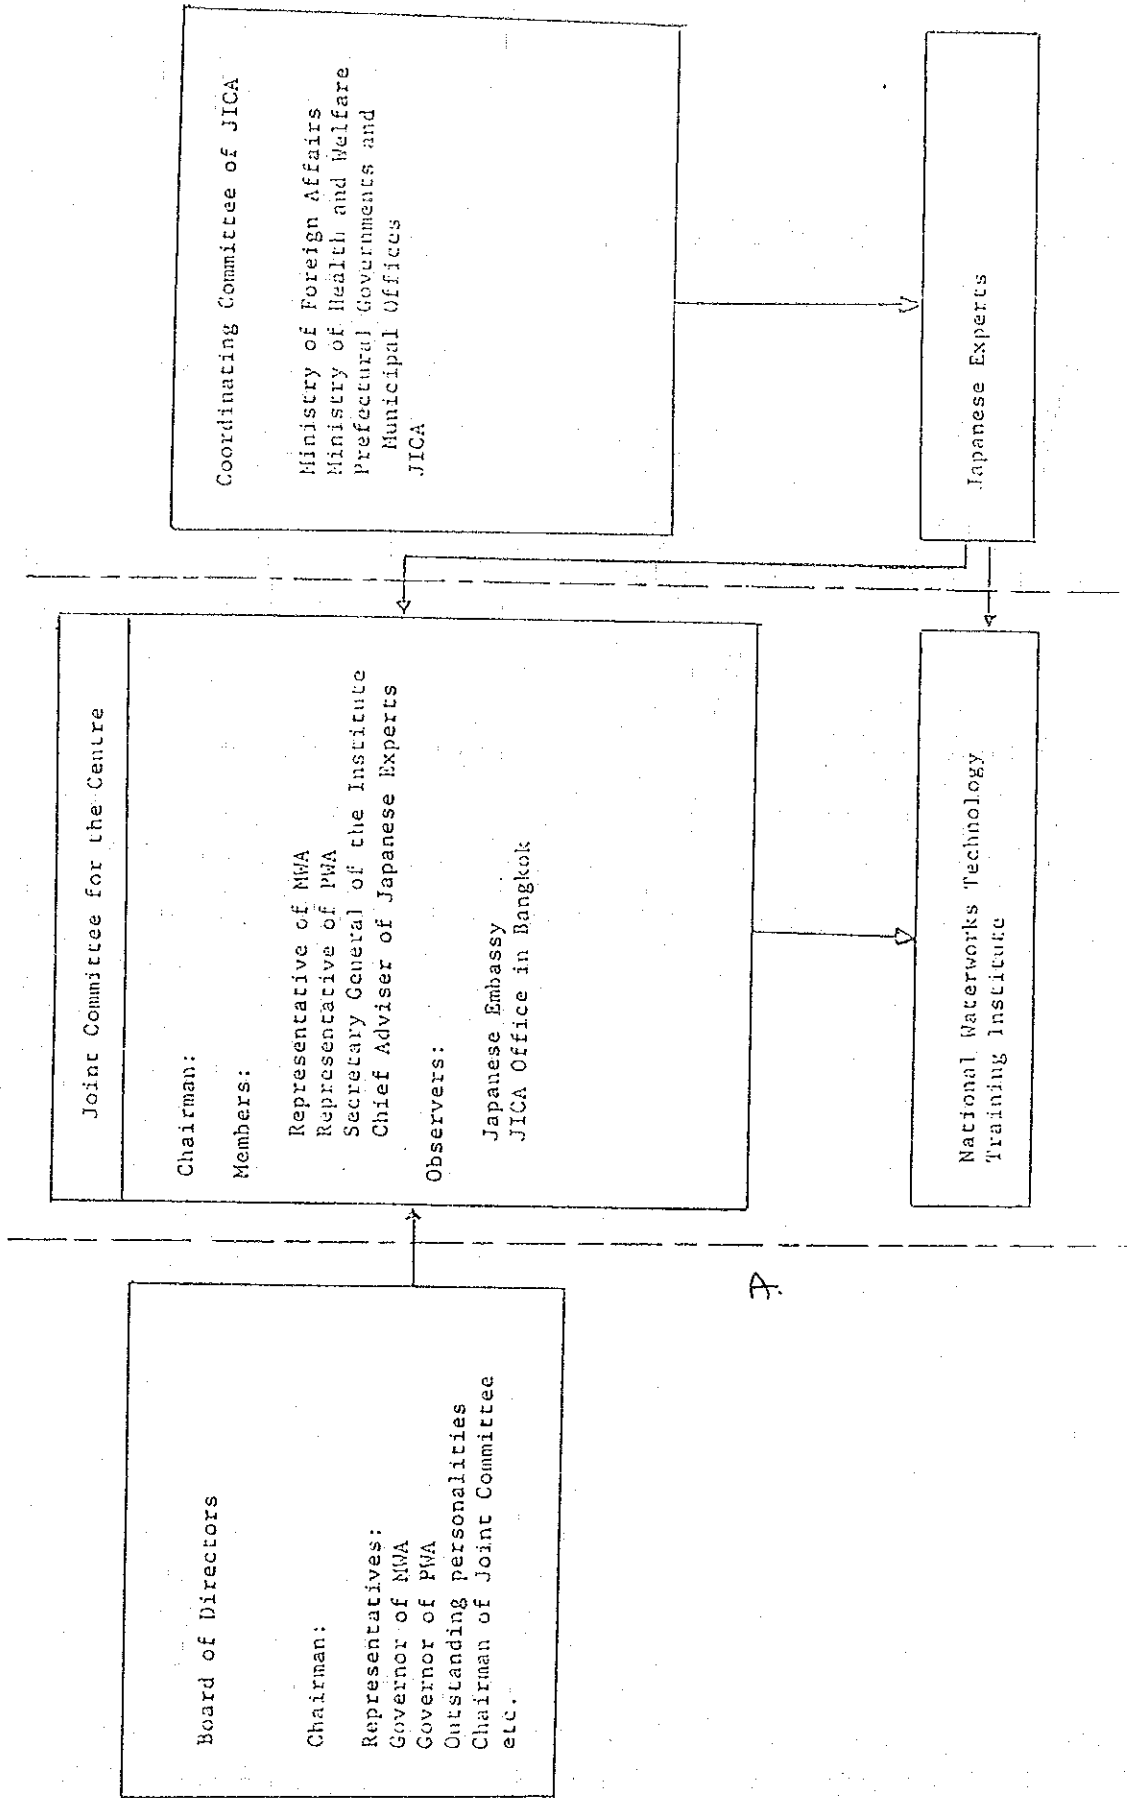 Board of Directors
Chairman:
Representatives:
Governor of MWA
Governor of PWA
Outstanding personalities
Chairman of Joint Committee
etc.
Joint Committee for the Centre
Chairman:
Members:
Representative of MWA
Representative of PWA
Secretary General of the Institute
Chief Adviser of Japanese Experts
Observers:
Japanese Embassy
JICA Office in Bangkok
National Waterworks Technology
Training Institute
Coordinating Committee of JICA
Ministry of Foreign Affairs
Ministry of Health and Welfare
Prefectural Governments and
Municipal Offices
JICA
Japanese Experts